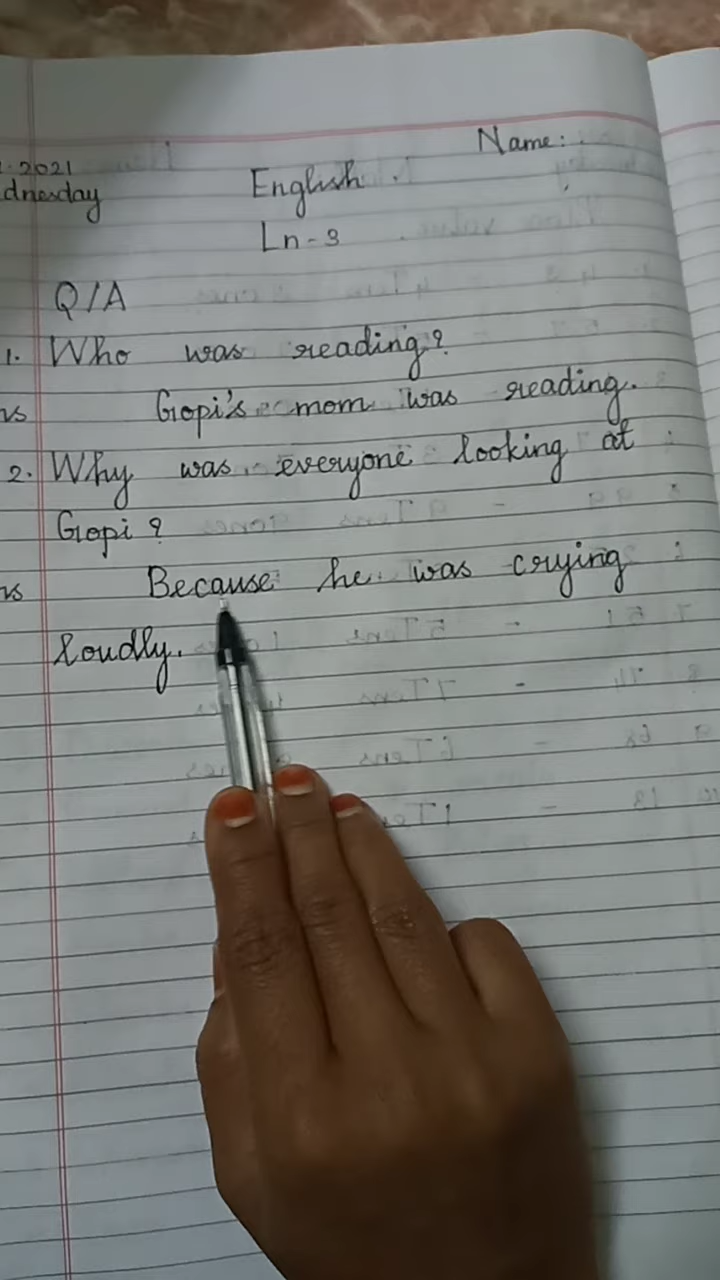 Name:
2021
English.
Ln-3
Q/A
1. Who was reading?
Gopi's mom was reading.
2. Why was everyone looking at
Gopi?
Because he was crying
loudly.